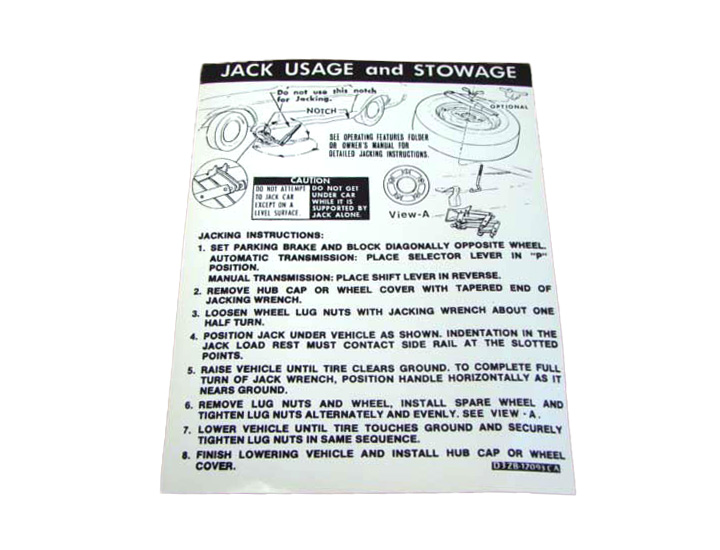 JACK USAGE and STOWAGE
Do not use this notch
for Jacking.
NOTCH
OPTIONAL
SEE OPERATING FEATURES FOLDER
OR OWNER'S MANUAL FOR
DETAILED JACKING INSTRUCTIONS.
CAUTION
DO NOT ATTEMPT
TO JACK CAR
EXCEPT ON A
LEVEL SURFACE.
DO NOT GET
UNDER CAR
WHILE IT IS
SUPPORTED BY
JACK ALONE.
View-A
JACKING INSTRUCTIONS:
1. SET PARKING BRAKE AND BLOCK DIAGONALLY OPPOSITE WHEEL.
AUTOMATIC TRANSMISSION: PLACE SELECTOR LEVER IN "P"
POSITION.
MANUAL TRANSMISSION: PLACE SHIFT LEVER IN REVERSE.
2. REMOVE HUB CAP OR WHEEL COVER WITH TAPERED END OF
JACKING WRENCH.
3. LOOSEN WHEEL LUG NUTS WITH JACKING WRENCH ABOUT ONE
HALF TURN.
4. POSITION JACK UNDER VEHICLE AS SHOWN. INDENTATION IN THE
JACK LOAD REST MUST CONTACT SIDE RAIL AT THE SLOTTED
POINTS.
5. RAISE VEHICLE UNTIL TIRE CLEARS GROUND. TO COMPLETE FULL
TURN OF JACK WRENCH, POSITION HANDLE HORIZONTALLY AS IT
NEARS GROUND.
6. REMOVE LUG NUTS AND WHEEL, INSTALL SPARE WHEEL AND
TIGHTEN LUG NUTS ALTERNATELY AND EVENLY. SEE VIEW - A.
7. LOWER VEHICLE UNTIL TIRE TOUCHES GROUND AND SECURELY
TIGHTEN LUG NUTS IN SAME SEQUENCE.
8. FINISH LOWERING VEHICLE AND INSTALL HUB CAP OR WHEEL
COVER.
D3ZB-17093 CA